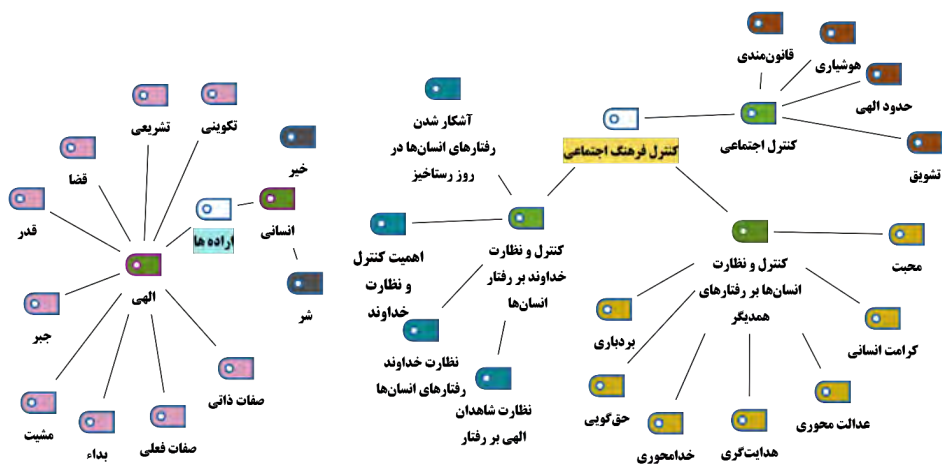 قانون‌مندی
هوشیاری
حدود الهی
تشویق
کنترل اجتماعی
کنترل فرهنگ اجتماعی
آشکار شدن
رفتارهای انسان‌ها در
روز رستاخیز
اهمیت کنترل
و نظارت
خداوند
کنترل و نظارت
خداوند بر رفتار
انسان‌ها
نظارت خداوند
رفتارهای انسان‌ها
نظارت شاهدان
الهی بر رفتار
کنترل و نظارت
انسان‌ها بر رفتارهای
همدیگر
محبت
کرامت انسانی
عدالت محوری
هدایت‌گری
خدامحوری
حق‌گویی
بردباری
اراده ها
انسانی
خیر
شر
الهی
تکوینی
تشریعی
قضا
قدر
جبر
مشیت
بداء
صفات فعلی
صفات ذاتی